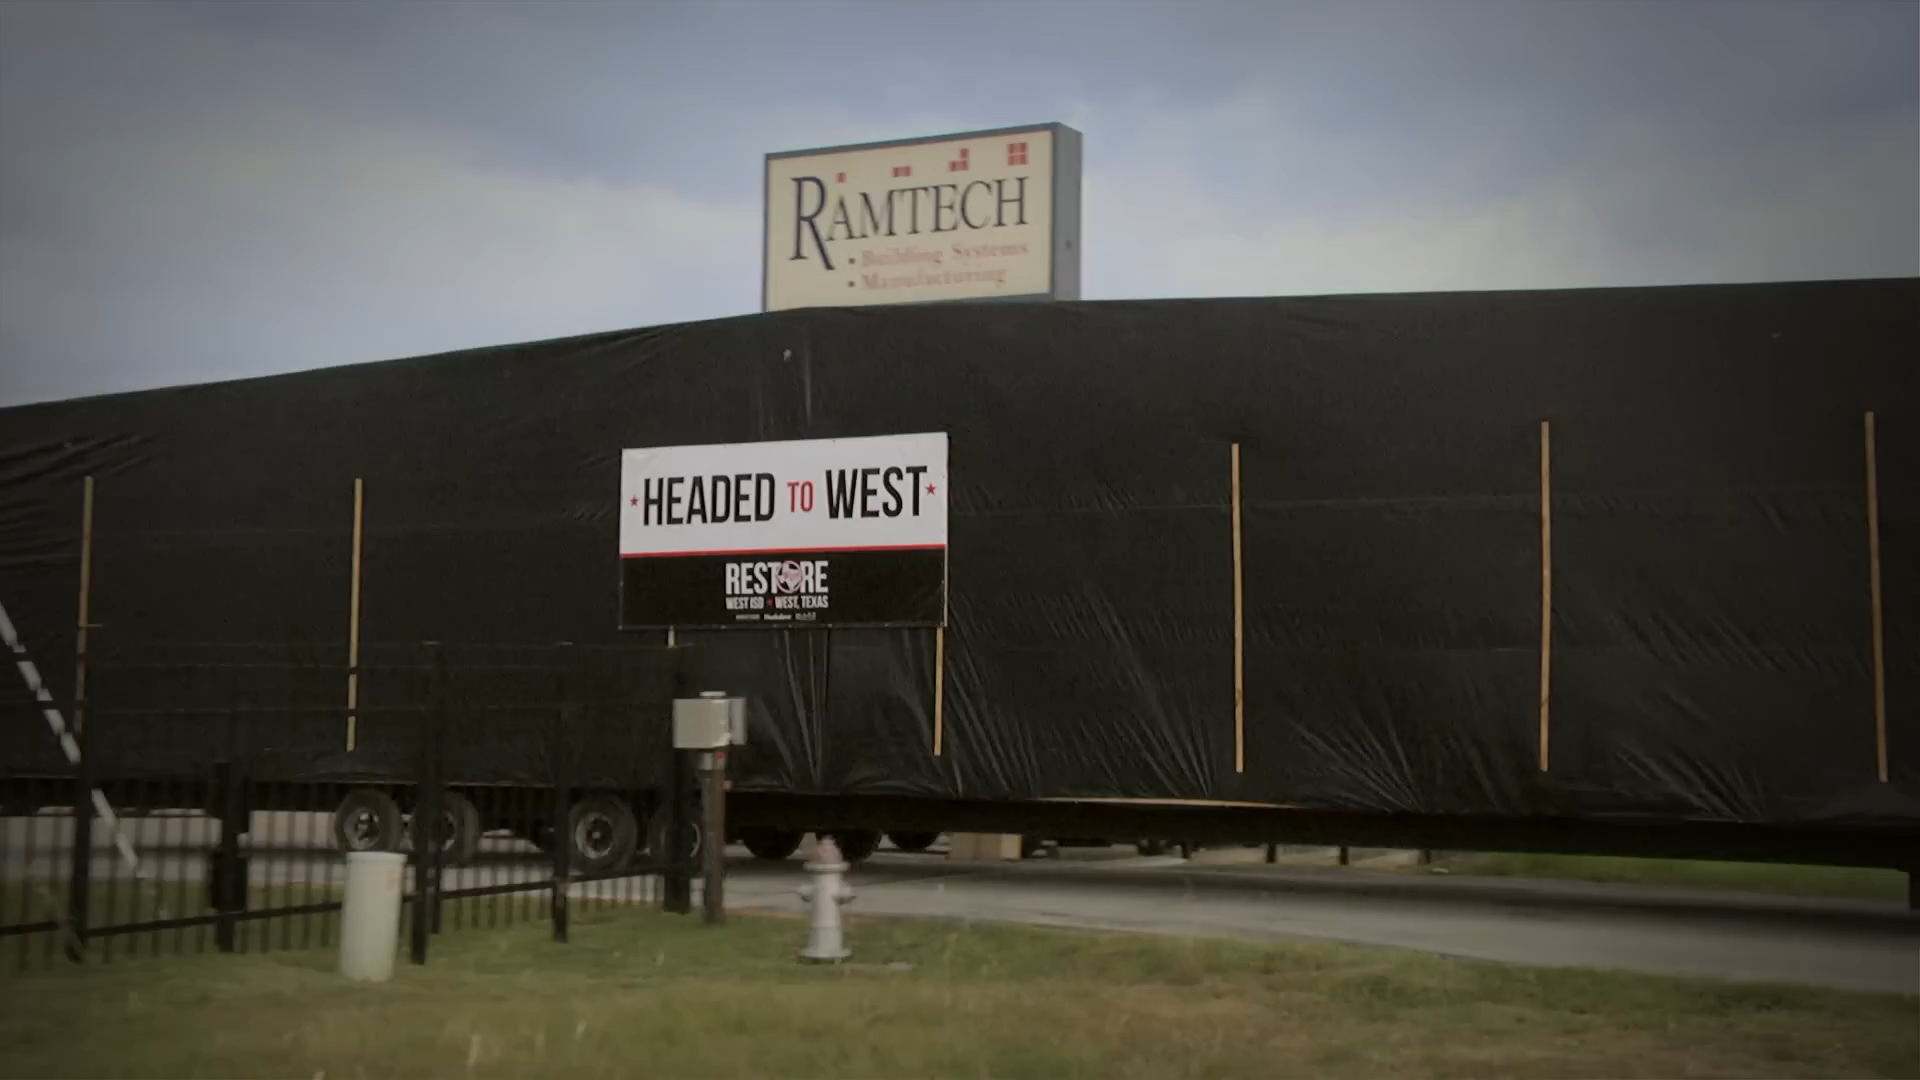 RAMTECH
• Building Systems
• Manufacturing
HEADED TO WEST
RESTORE
WEST ISD ★ WEST, TEXAS